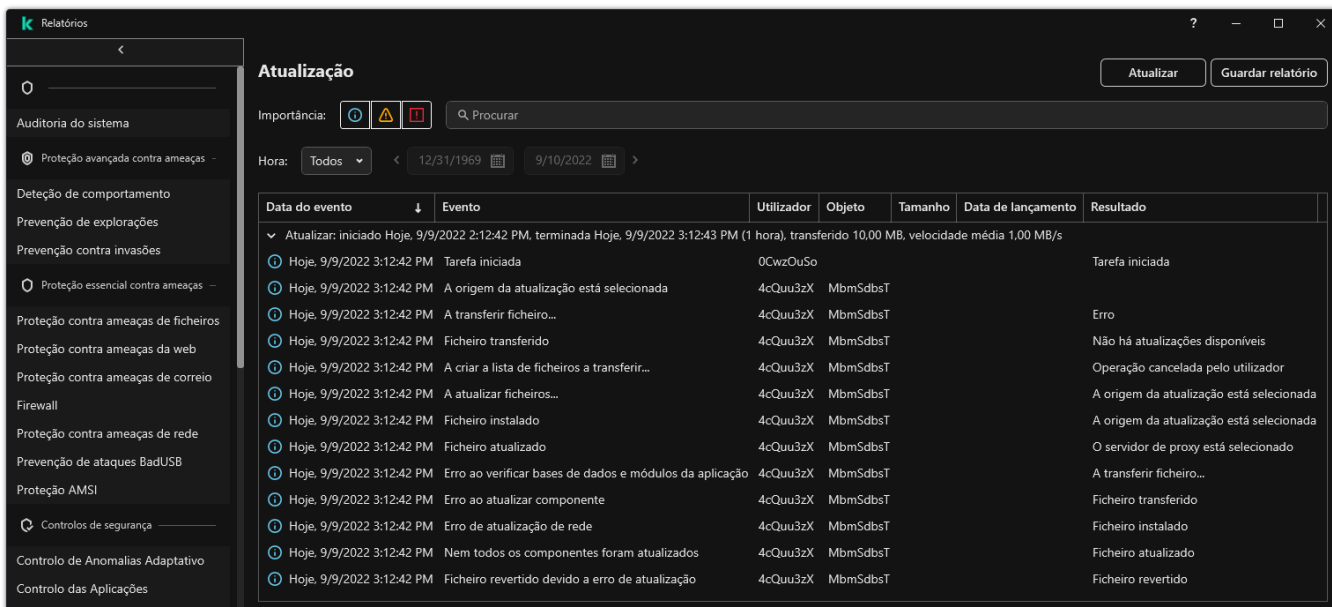 Relatórios
Auditoria do sistema
Proteção avançada contra ameaças
Deteção de comportamento
Prevenção de explorações
Prevenção contra invasões
Proteção essencial contra ameaças
Proteção contra ameaças de ficheiros
Proteção contra ameaças da web
Proteção contra ameaças de correio
Firewall
Proteção contra ameaças de rede
Prevenção de ataques BadUSB
Proteção AMSI
Controlos de segurança
Controlo de Anomalias Adaptativo
Controlo das Aplicações
Atualização
Atualizar Guardar relatório
Importância: Procurar
Hora: Todos 12/31/1969 9/10/2022
Data do evento Evento Utilizador Objeto Tamanho Data de lançamento Resultado
Atualizar: iniciado Hoje, 9/9/2022 2:12:42 PM, terminada Hoje, 9/9/2022 3:12:43 PM (1 hora), transferido 10,00 MB, velocidade média 1,00 MB/s
Hoje, 9/9/2022 3:12:42 PM Tarefa iniciada 0CwzOuSo Tarefa iniciada
Hoje, 9/9/2022 3:12:42 PM A origem da atualização está selecionada 4cQuu3zX MbmSdbsT
Hoje, 9/9/2022 3:12:42 PM A transferir ficheiro... 4cQuu3zX MbmSdbsT Erro
Hoje, 9/9/2022 3:12:42 PM Ficheiro transferido 4cQuu3zX MbmSdbsT Não há atualizações disponíveis
Hoje, 9/9/2022 3:12:42 PM A criar a lista de ficheiros a transferir... 4cQuu3zX MbmSdbsT Operação cancelada pelo utilizador
Hoje, 9/9/2022 3:12:42 PM A atualizar ficheiros... 4cQuu3zX MbmSdbsT A origem da atualização está selecionada
Hoje, 9/9/2022 3:12:42 PM Ficheiro instalado 4cQuu3zX MbmSdbsT A origem da atualização está selecionada
Hoje, 9/9/2022 3:12:42 PM Ficheiro atualizado 4cQuu3zX MbmSdbsT O servidor de proxy está selecionado
Hoje, 9/9/2022 3:12:42 PM Erro ao verificar bases de dados e módulos da aplicação 4cQuu3zX MbmSdbsT A transferir ficheiro...
Hoje, 9/9/2022 3:12:42 PM Erro ao atualizar componente 4cQuu3zX MbmSdbsT Ficheiro transferido
Hoje, 9/9/2022 3:12:42 PM Erro de atualização de rede 4cQuu3zX MbmSdbsT Ficheiro instalado
Hoje, 9/9/2022 3:12:42 PM Nem todos os componentes foram atualizados 4cQuu3zX MbmSdbsT Ficheiro atualizado
Hoje, 9/9/2022 3:12:42 PM Ficheiro revertido devido a erro de atualização 4cQuu3zX MbmSdbsT Ficheiro revertido